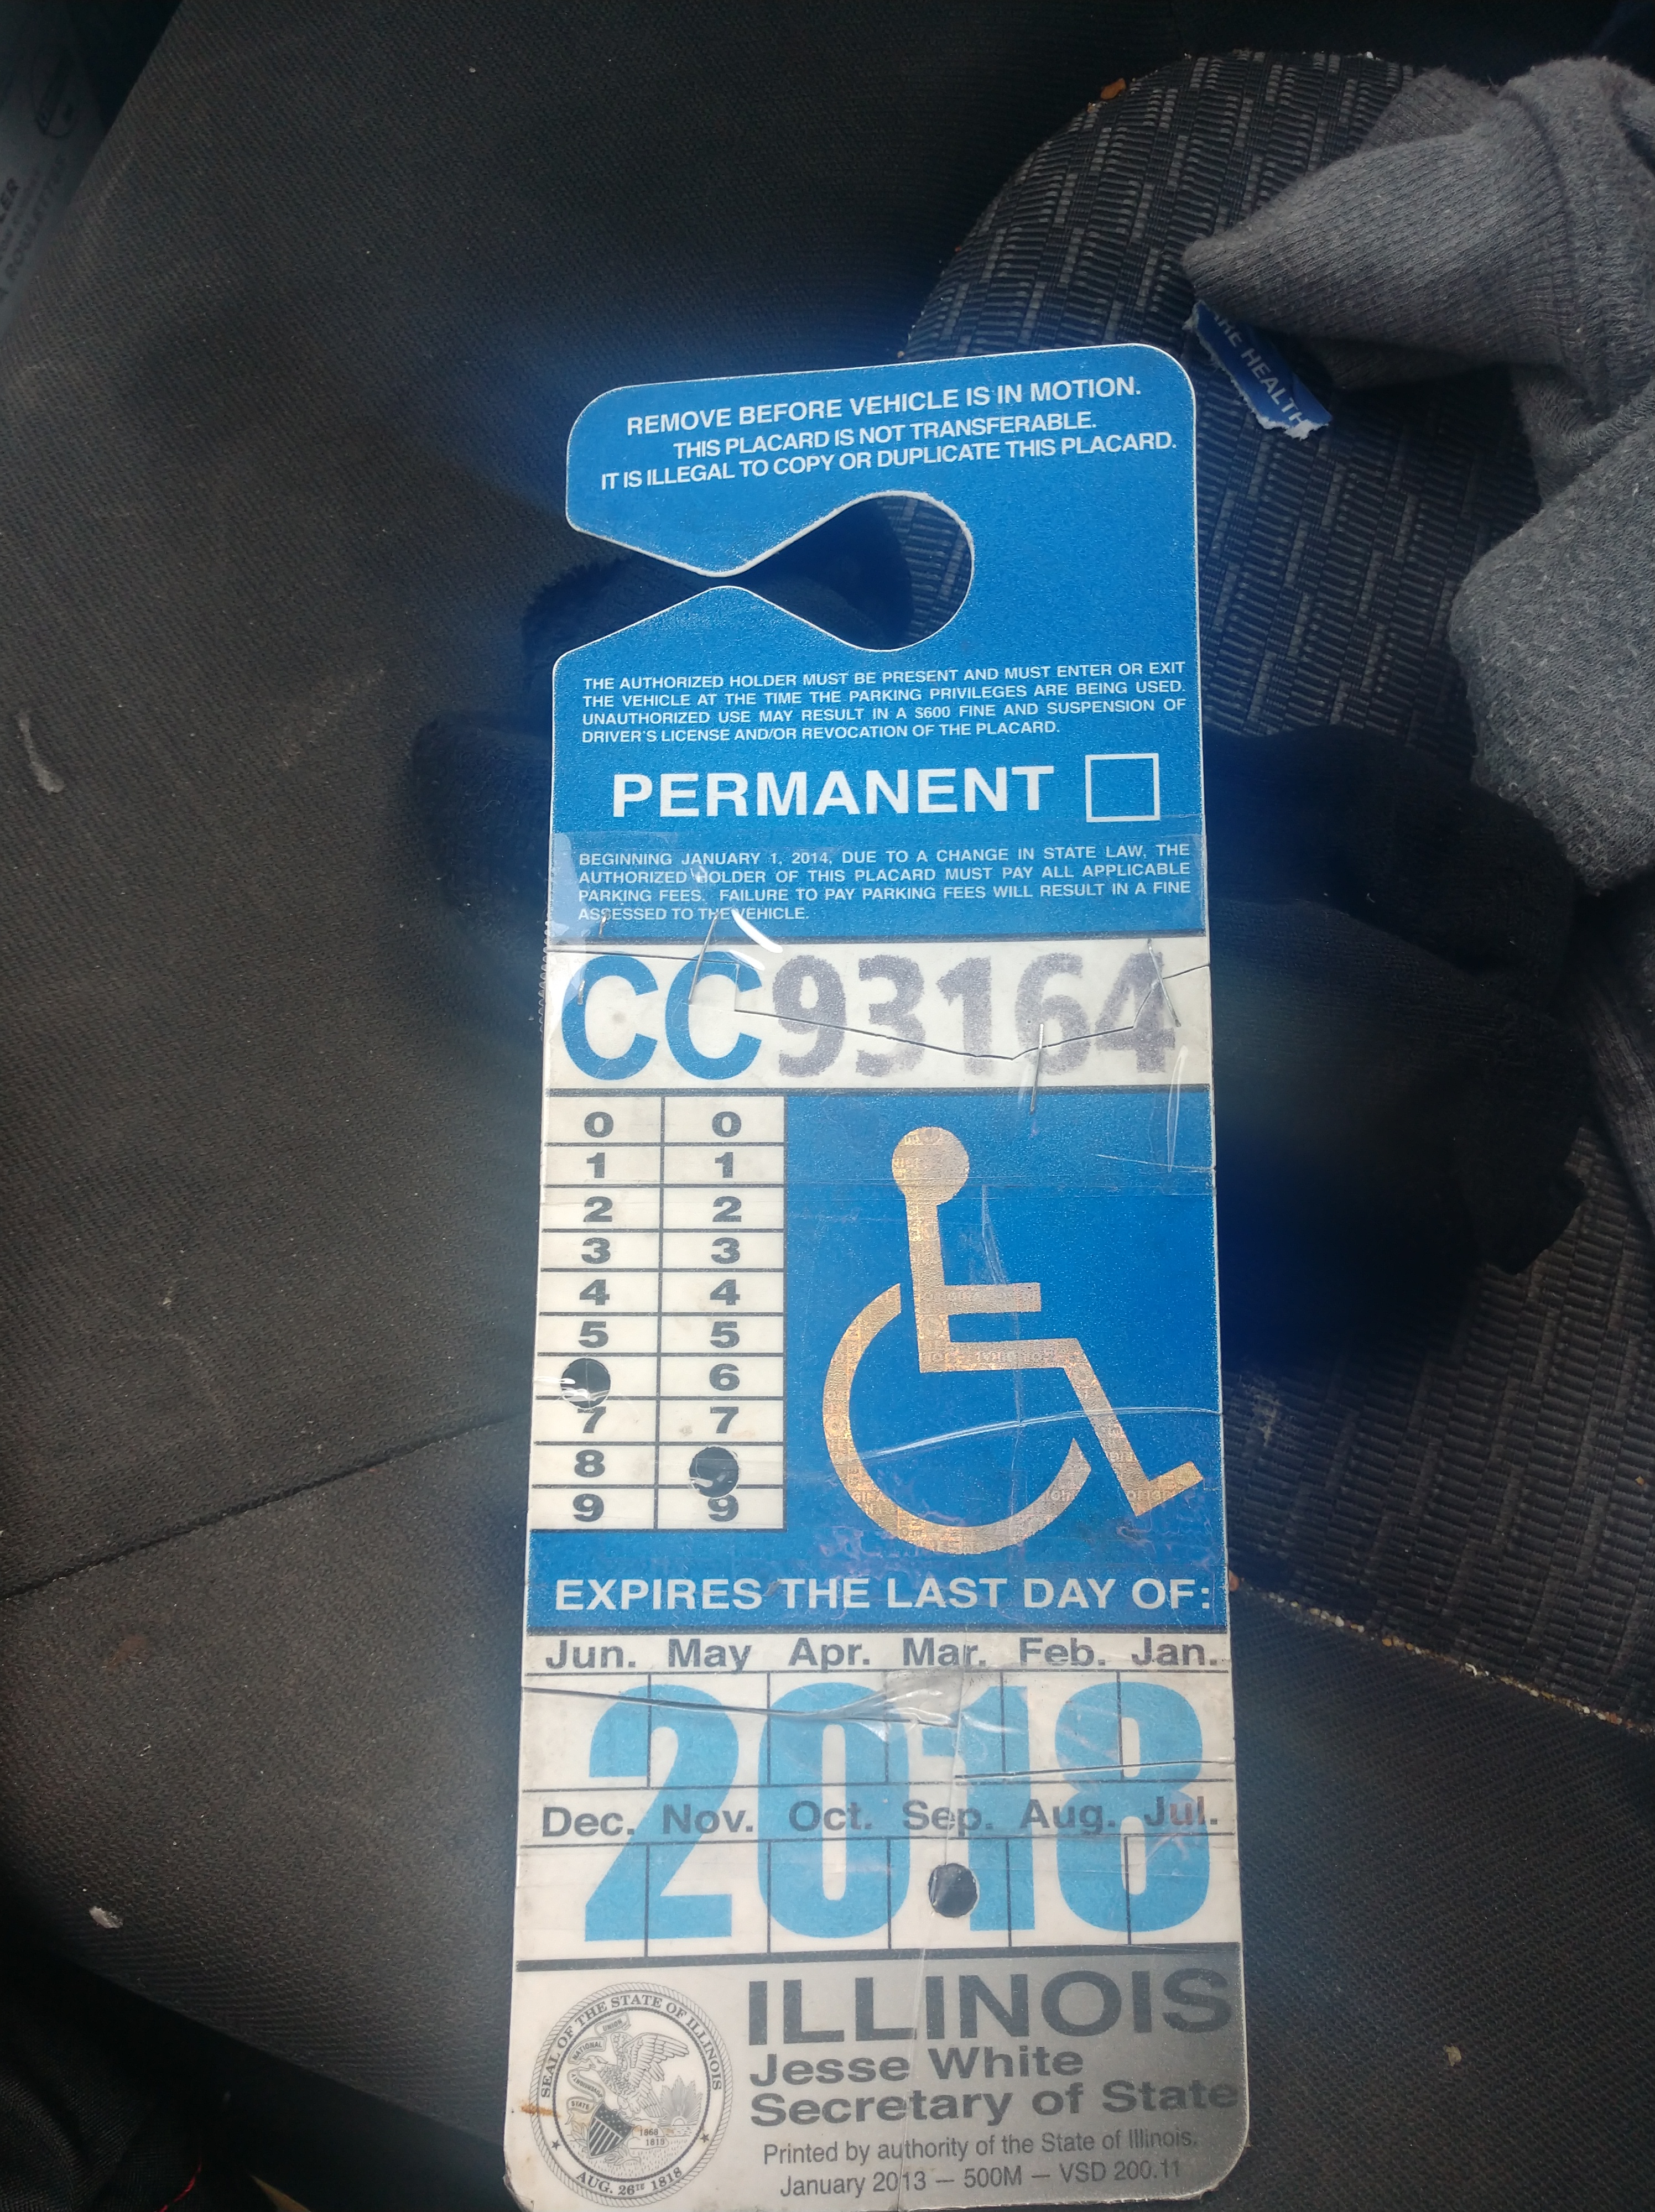 REMOVE BEFORE VEHICLE IS IN MOTION.
THIS PLACARD IS NOT TRANSFERABLE.
IT IS ILLEGAL TO COPY OR DUPLICATE THIS PLACARD.
THE HEALTH
THE AUTHORIZED HOLDER MUST BE PRESENT AND MUST ENTER OR EXIT
THE VEHICLE AT THE TIME THE PARKING PRIVILEGES ARE BEING USED.
UNAUTHORIZED USE MAY RESULT IN A $600 FINE AND SUSPENSION OF
DRIVER'S LICENSE AND/OR REVOCATION OF THE PLACARD.
PERMANENT
BEGINNING JANUARY 1, 2014, DUE TO A CHANGE IN STATE LAW, THE
AUTHORIZED HOLDER OF THIS PLACARD MUST PAY ALL APPLICABLE
PARKING FEES. FAILURE TO PAY PARKING FEES WILL RESULT IN A FINE
ASSESSED TO THE VEHICLE.
CC93164
0 0
1 1
2 2
3 3
4 4
5 5
6
7 7
8
9 9
EXPIRES THE LAST DAY OF:
Jun. May Apr. Mar. Feb. Jan.
2018
Dec. Nov. Oct. Sep. Aug. Jul.
ILLINOIS
Jesse White
Secretary of State
Printed by authority of the State of Illinois.
January 2013 — 500M — VSD 200.11
SEAL OF THE STATE OF ILLINOIS
NATIONAL UNION
STATE
1868
1818
AUG. 26TH 1818